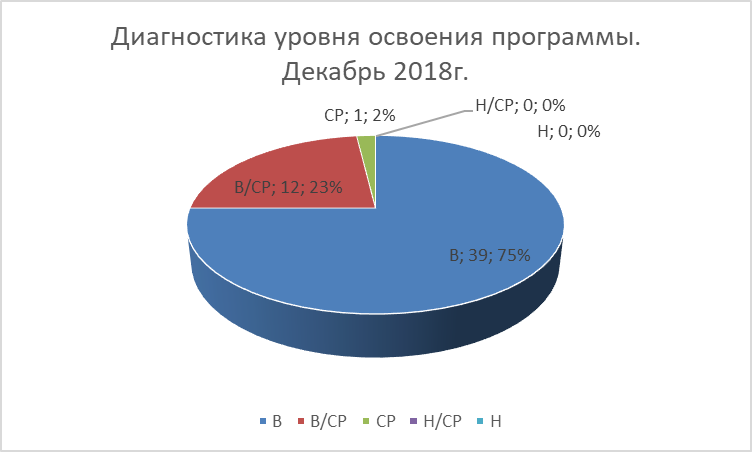 Диагностика уровня освоения программы.
Декабрь 2018г.
СР; 1; 2%
Н/СР; 0; 0%
Н; 0; 0%
В/СР; 12; 23%
В; 39; 75%
В
В/СР
СР
Н/СР
Н